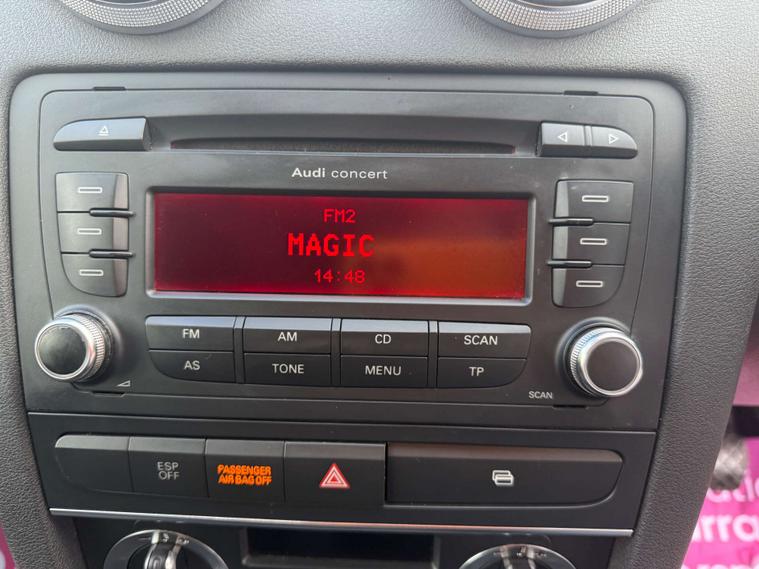 Audi concert
FM2
MAGIC
14:48
FM AM CD SCAN
AS TONE MENU TP
SCAN
ESP OFF
PASSENGER
AIR BAG OFF